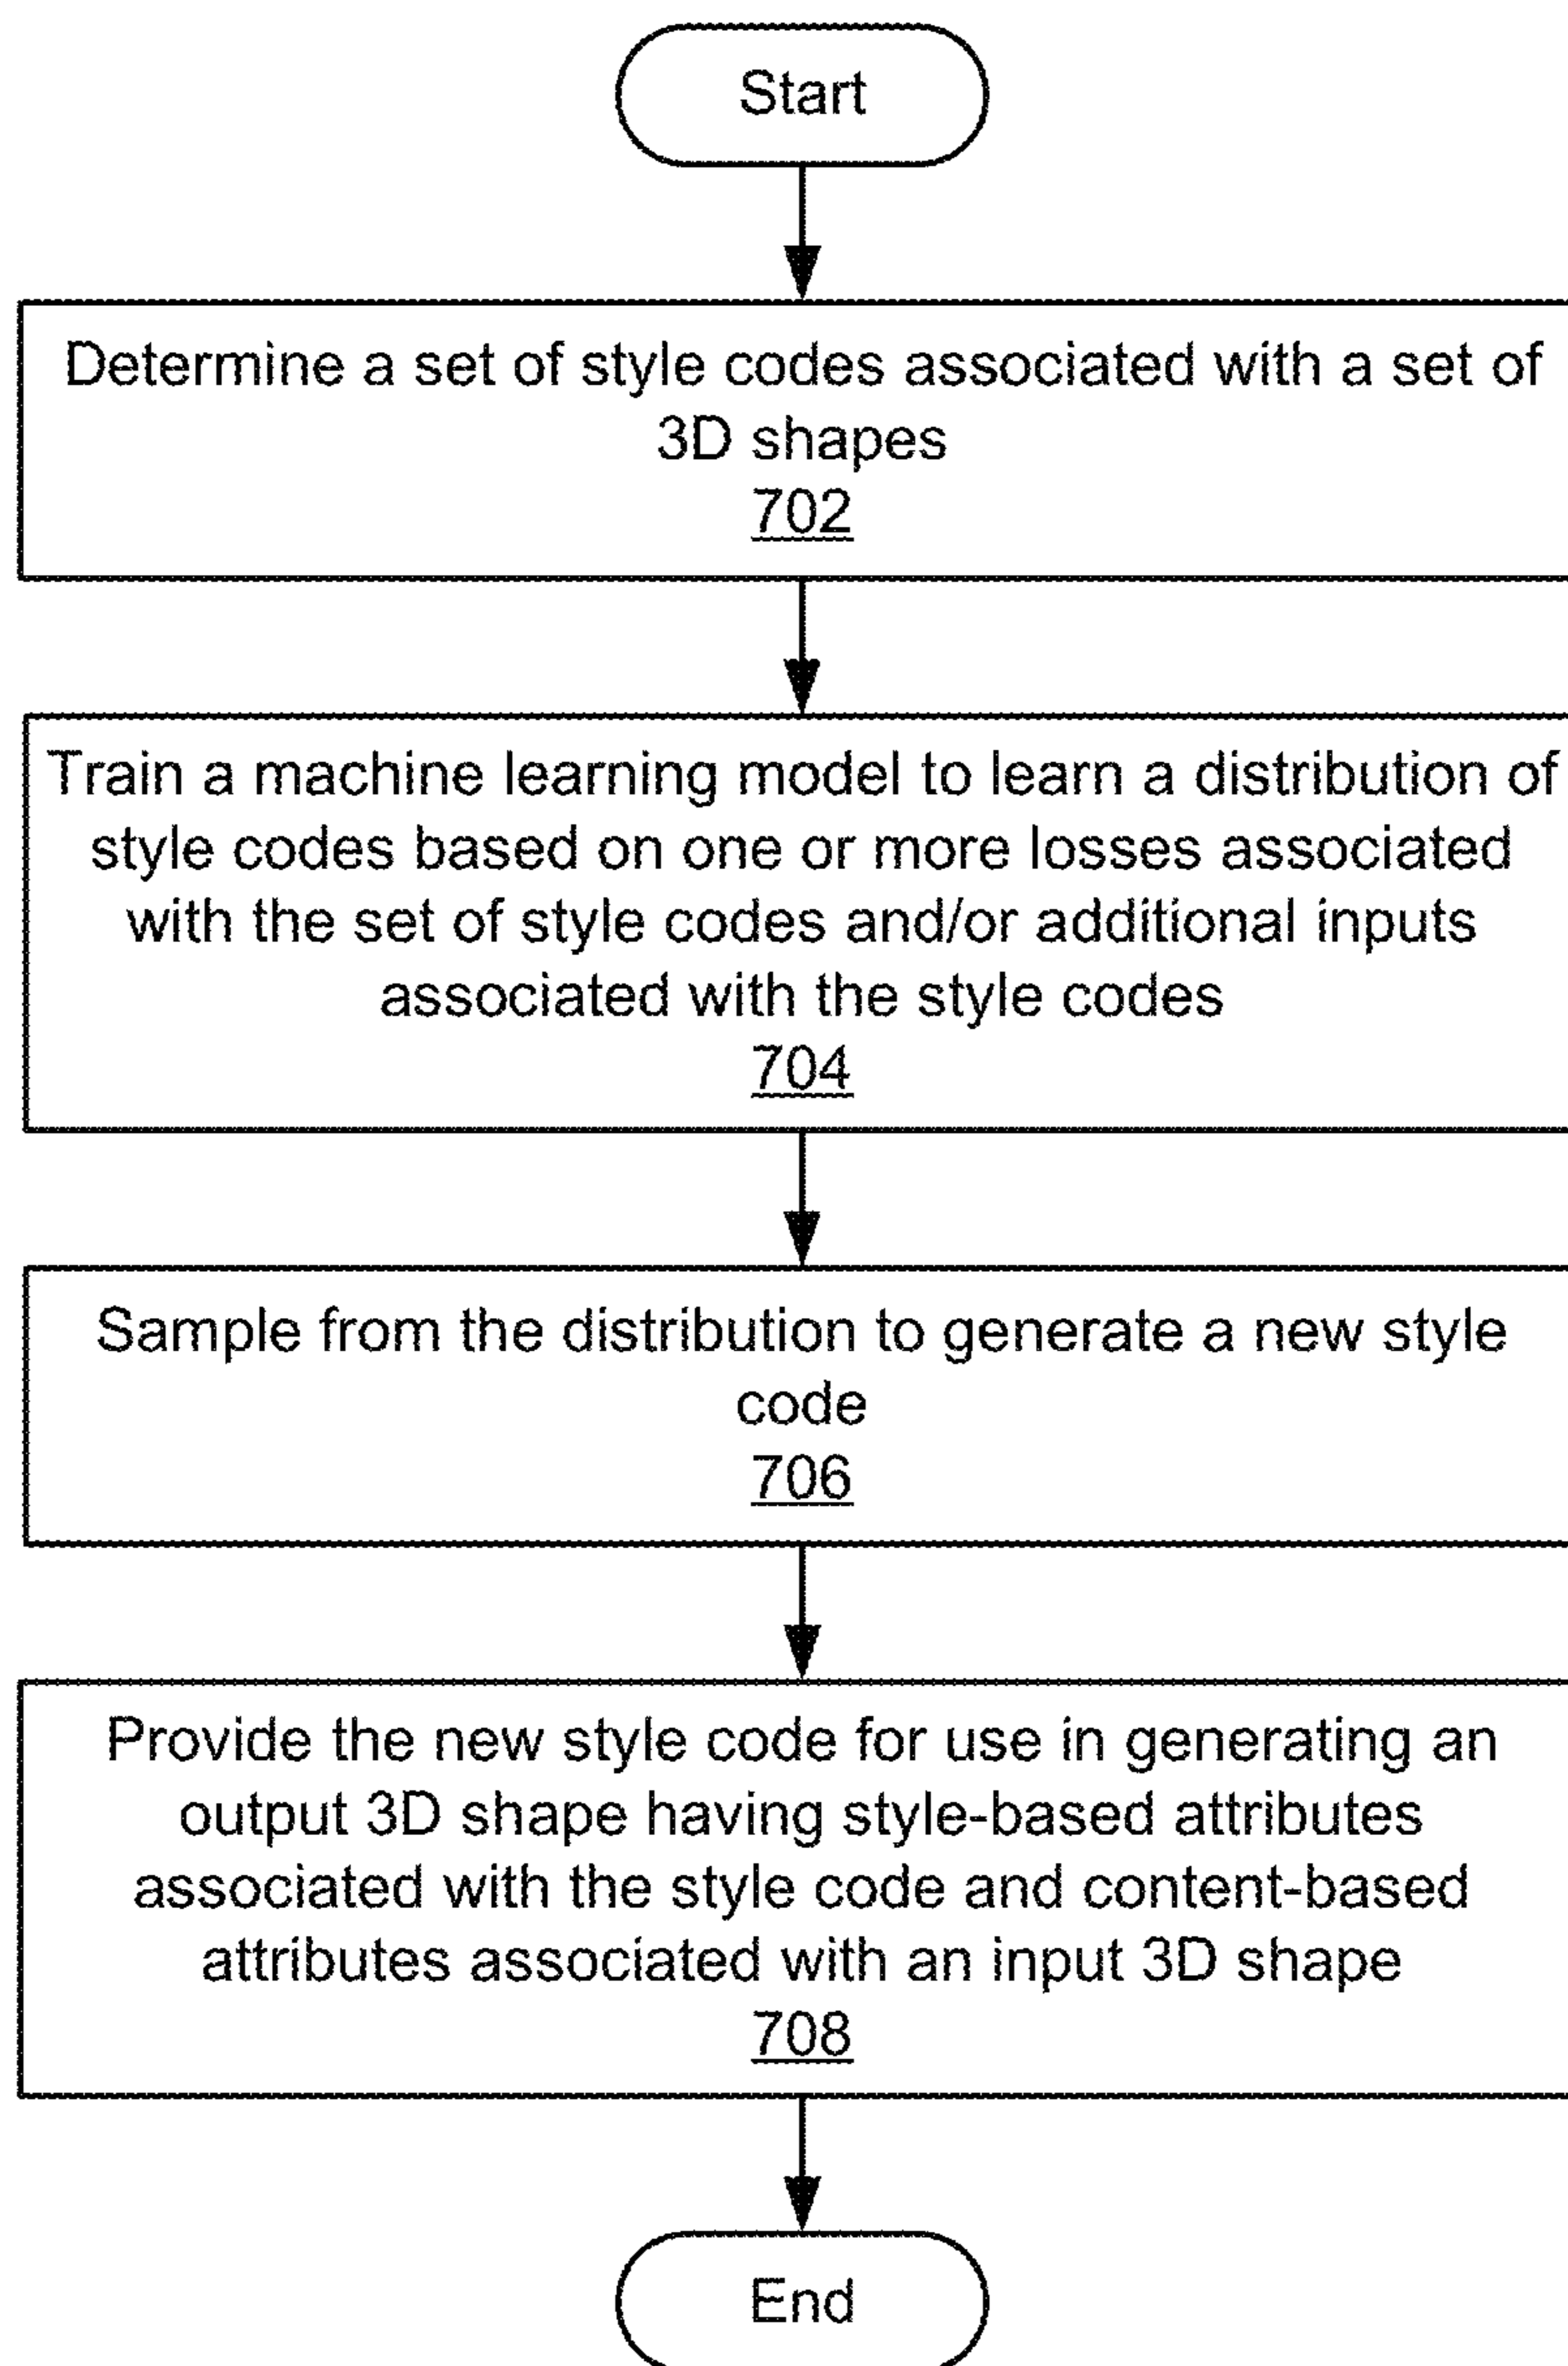 Start
Determine a set of style codes associated with a set of
3D shapes
702
Train a machine learning model to learn a distribution of
style codes based on one or more losses associated
with the set of style codes and/or additional inputs
associated with the style codes
704
Sample from the distribution to generate a new style
code
706
Provide the new style code for use in generating an
output 3D shape having style-based attributes
associated with the style code and content-based
attributes associated with an input 3D shape
708
End